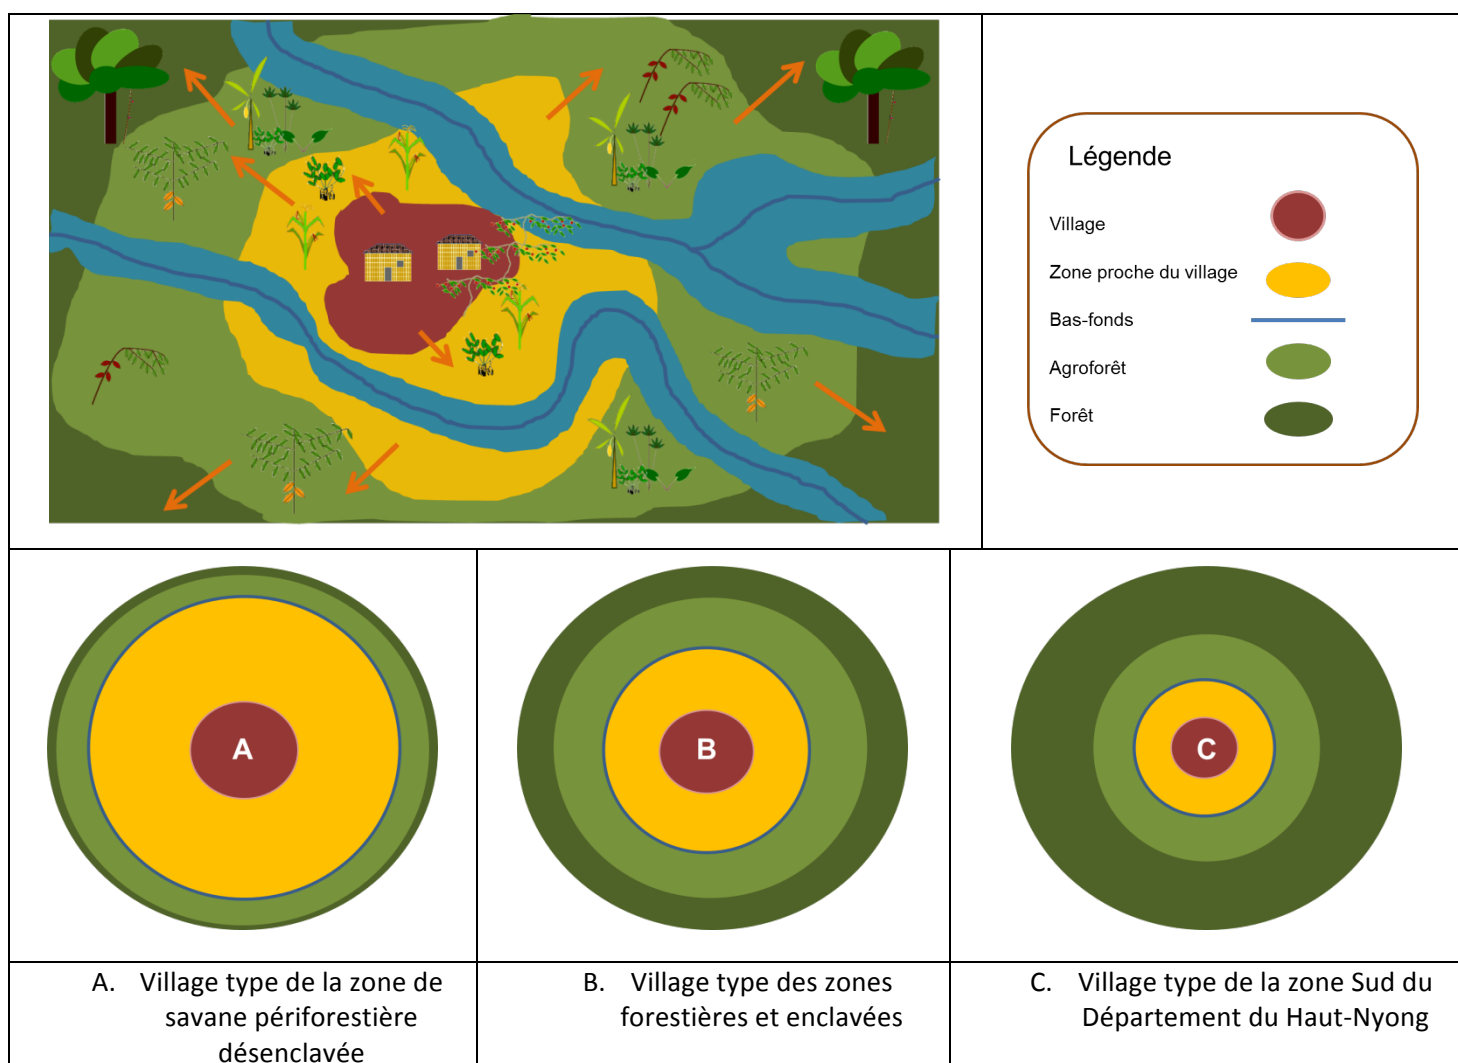 Légende
Village
Zone proche du village
Bas-fonds
Agroforêt
Forêt
A
B
C
A. Village type de la zone de
savane périforestière
désenclavée
B. Village type des zones
forestières et enclavées
C. Village type de la zone Sud du
Département du Haut-Nyong